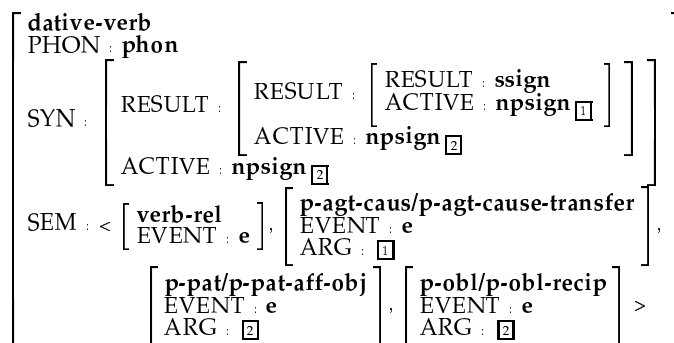 dative-verb
PHON : phon
SYN : RESULT : RESULT : RESULT : ssign
ACTIVE : npsign 1
ACTIVE : npsign 2
ACTIVE : npsign 2
SEM : < [ verb-rel EVENT : e ] , [ p-agt-caus/p-agt-cause-transfer EVENT : e ARG : 1 ] ,
[ p-pat/p-pat-aff-obj EVENT : e ARG : 2 ] , [ p-obl/p-obl-recip EVENT : e ARG : 2 ] >